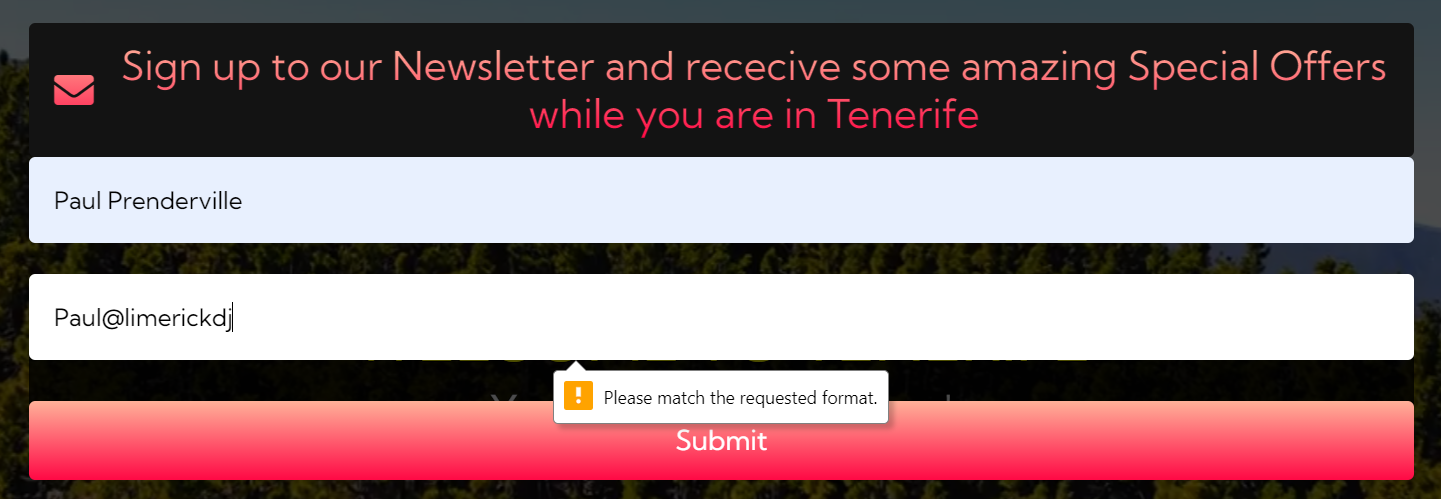 Sign up to our Newsletter and rececive some amazing Special Offers
while you are in Tenerife
Paul Prenderville
Paul@limerickdj
Please match the requested format.
Submit